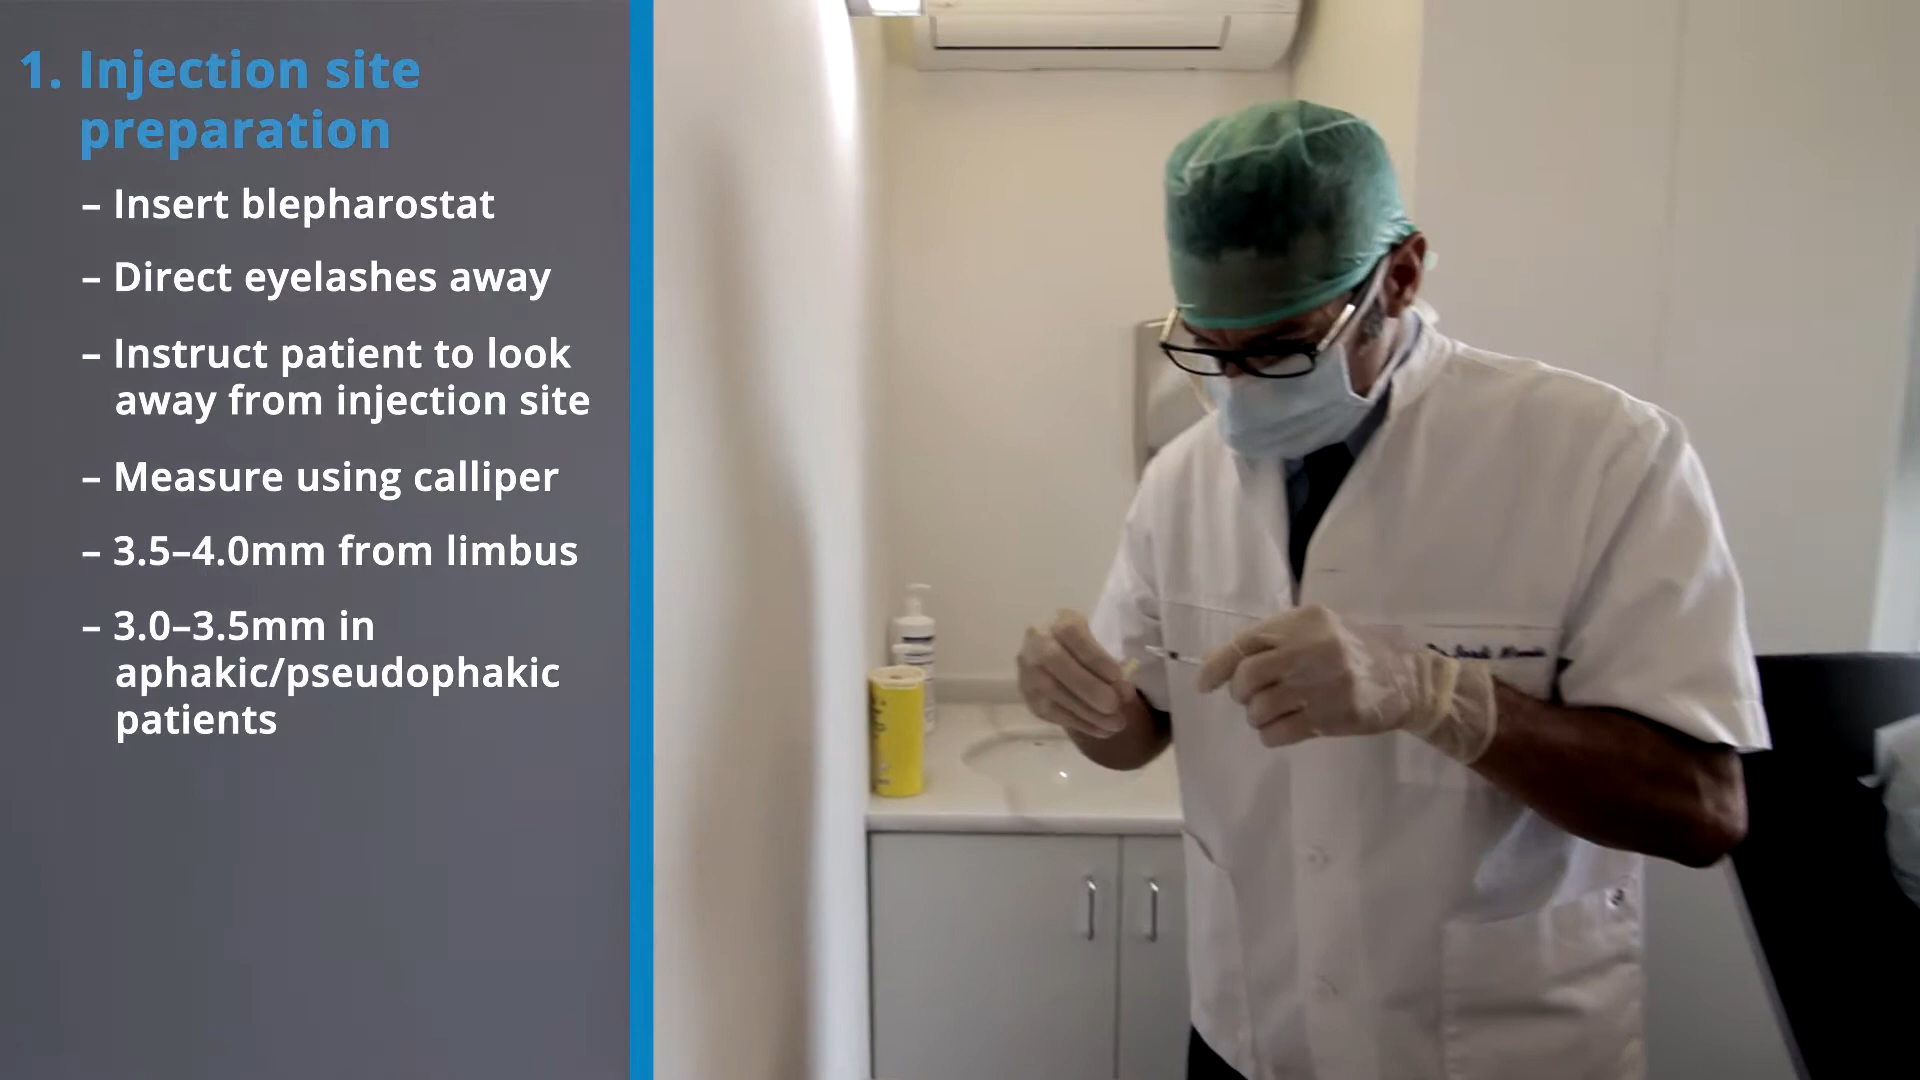 1. Injection site
preparation
– Insert blepharostat
– Direct eyelashes away
– Instruct patient to look
away from injection site
– Measure using calliper
– 3.5–4.0mm from limbus
– 3.0–3.5mm in
aphakic/pseudophakic
patients